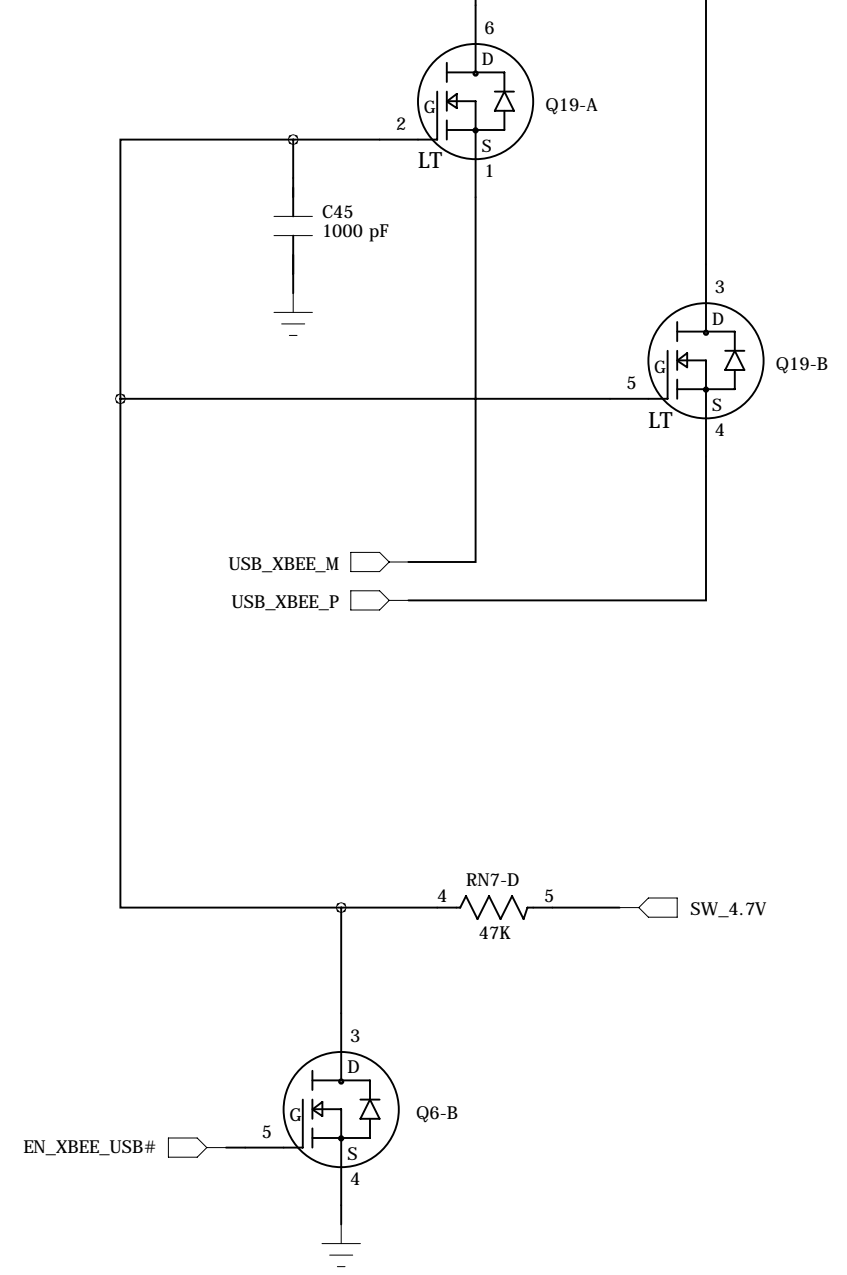 6
D
G
Q19-A
2
S
LT
1
C45
1000 pF
3
D
G
Q19-B
5
S
LT
4
USB_XBEE_M
USB_XBEE_P
RN7-D
4
5
SW_4.7V
47K
3
D
G
Q6-B
5
EN_XBEE_USB#
S
4